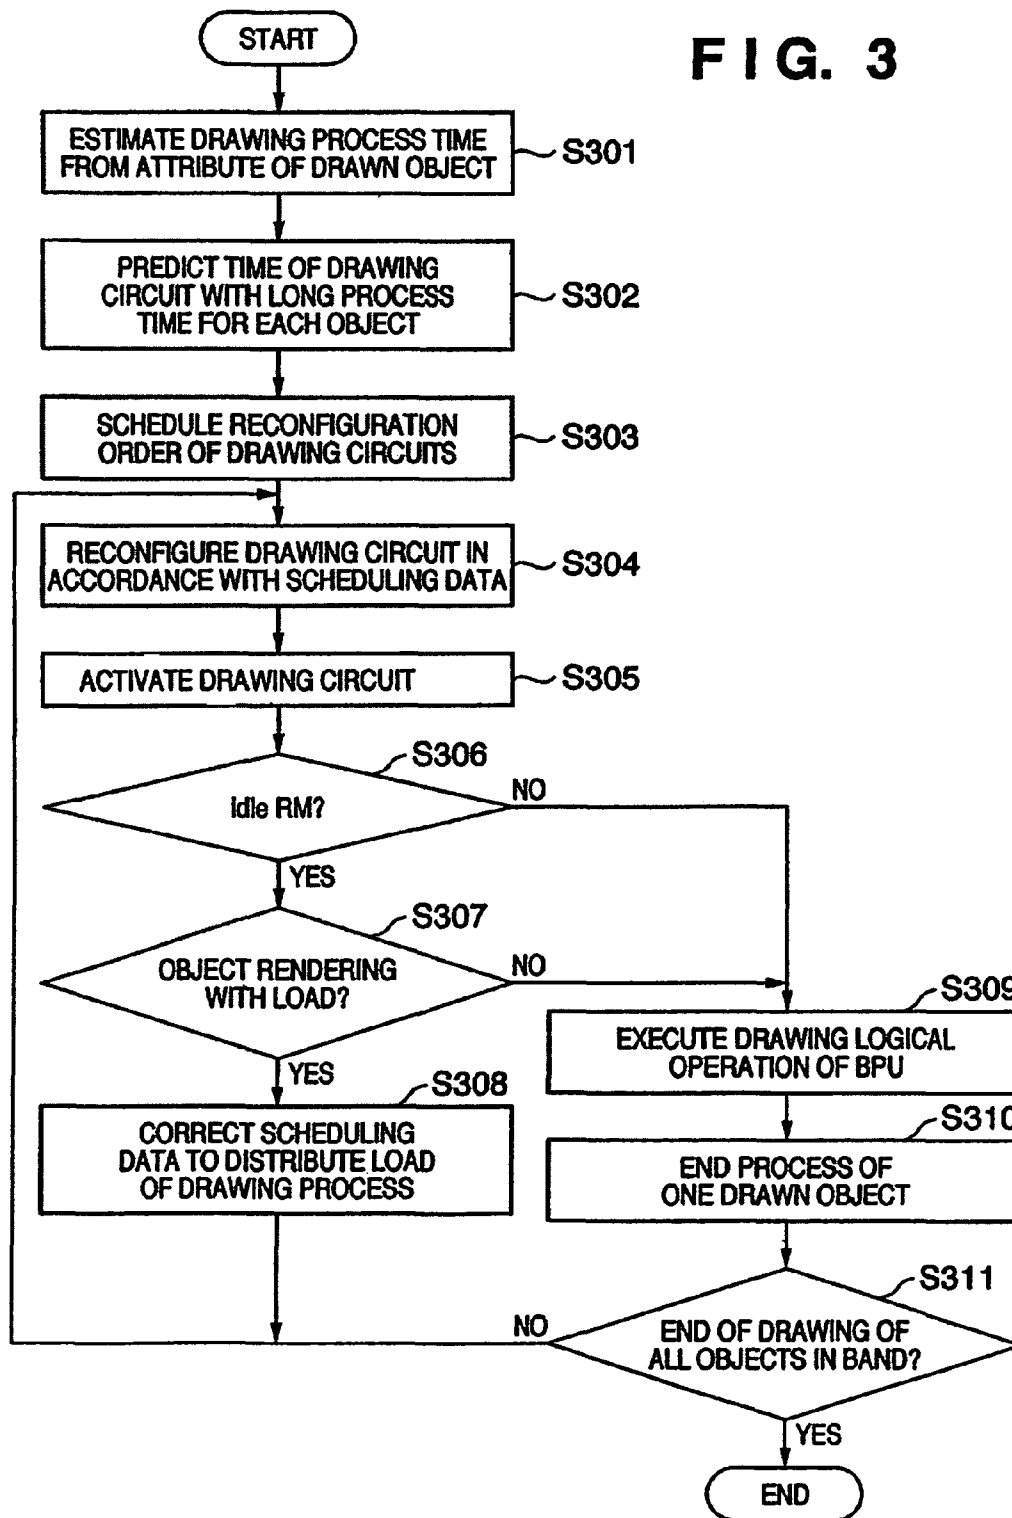 START
FIG. 3
ESTIMATE DRAWING PROCESS TIME
FROM ATTRIBUTE OF DRAWN OBJECT
S301
PREDICT TIME OF DRAWING
CIRCUIT WITH LONG PROCESS
TIME FOR EACH OBJECT
S302
SCHEDULE RECONFIGURATION
ORDER OF DRAWING CIRCUITS
S303
RECONFIGURE DRAWING CIRCUIT IN
ACCORDANCE WITH SCHEDULING DATA
S304
ACTIVATE DRAWING CIRCUIT
S305
S306
idle RM?
NO
YES
S307
OBJECT RENDERING
WITH LOAD?
NO
YES
S308
CORRECT SCHEDULING
DATA TO DISTRIBUTE LOAD
OF DRAWING PROCESS
S309
EXECUTE DRAWING LOGICAL
OPERATION OF BPU
S310
END PROCESS OF
ONE DRAWN OBJECT
S311
END OF DRAWING OF
ALL OBJECTS IN BAND?
NO
YES
END